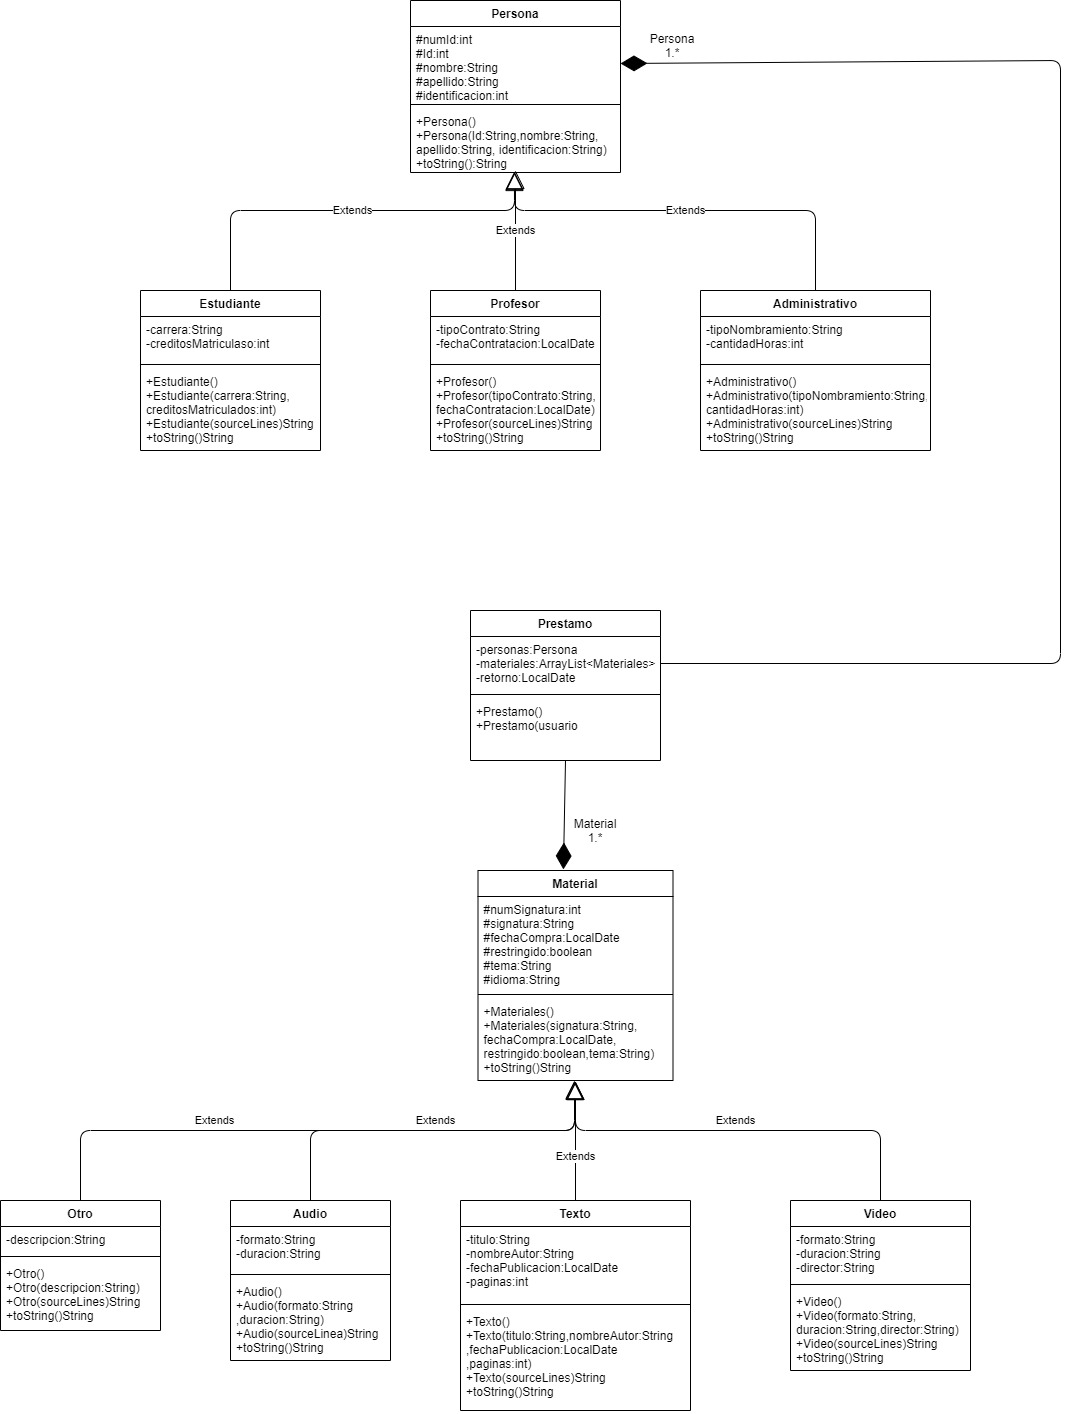 Persona
#numId:int
#Id:int
#nombre:String
#apellido:String
#identificacion:int
+Persona()
+Persona(Id:String,nombre:String,
apellido:String, identificacion:String)
+toString():String
Persona
1.*
Extends
Extends
Extends
Estudiante
-carrera:String
-creditosMatriculaso:int
+Estudiante()
+Estudiante(carrera:String,
creditosMatriculados:int)
+Estudiante(sourceLines)String
+toString()String
Profesor
-tipoContrato:String
-fechaContratacion:LocalDate
+Profesor()
+Profesor(tipoContrato:String,
fechaContratacion:LocalDate)
+Profesor(sourceLines)String
+toString()String
Administrativo
-tipoNombramiento:String
-cantidadHoras:int
+Administrativo()
+Administrativo(tipoNombramiento:String,
cantidadHoras:int)
+Administrativo(sourceLines)String
+toString()String
Prestamo
-personas:Persona
-materiales:ArrayList<Materiales>
-retorno:LocalDate
+Prestamo()
+Prestamo(usuario
Material
1.*
Material
#numSignatura:int
#signatura:String
#fechaCompra:LocalDate
#restringido:boolean
#tema:String
#idioma:String
+Materiales()
+Materiales(signatura:String,
fechaCompra:LocalDate,
restringido:boolean,tema:String)
+toString()String
Extends
Extends
Extends
Extends
Otro
-descripcion:String
+Otro()
+Otro(descripcion:String)
+Otro(sourceLines)String
+toString()String
Audio
-formato:String
-duracion:String
+Audio()
+Audio(formato:String
,duracion:String)
+Audio(sourceLinea)String
+toString()String
Texto
-titulo:String
-nombreAutor:String
-fechaPublicacion:LocalDate
-paginas:int
+Texto()
+Texto(titulo:String,nombreAutor:String
,fechaPublicacion:LocalDate
,paginas:int)
+Texto(sourceLines)String
+toString()String
Video
-formato:String
-duracion:String
-director:String
+Video()
+Video(formato:String,
duracion:String,director:String)
+Video(sourceLines)String
+toString()String